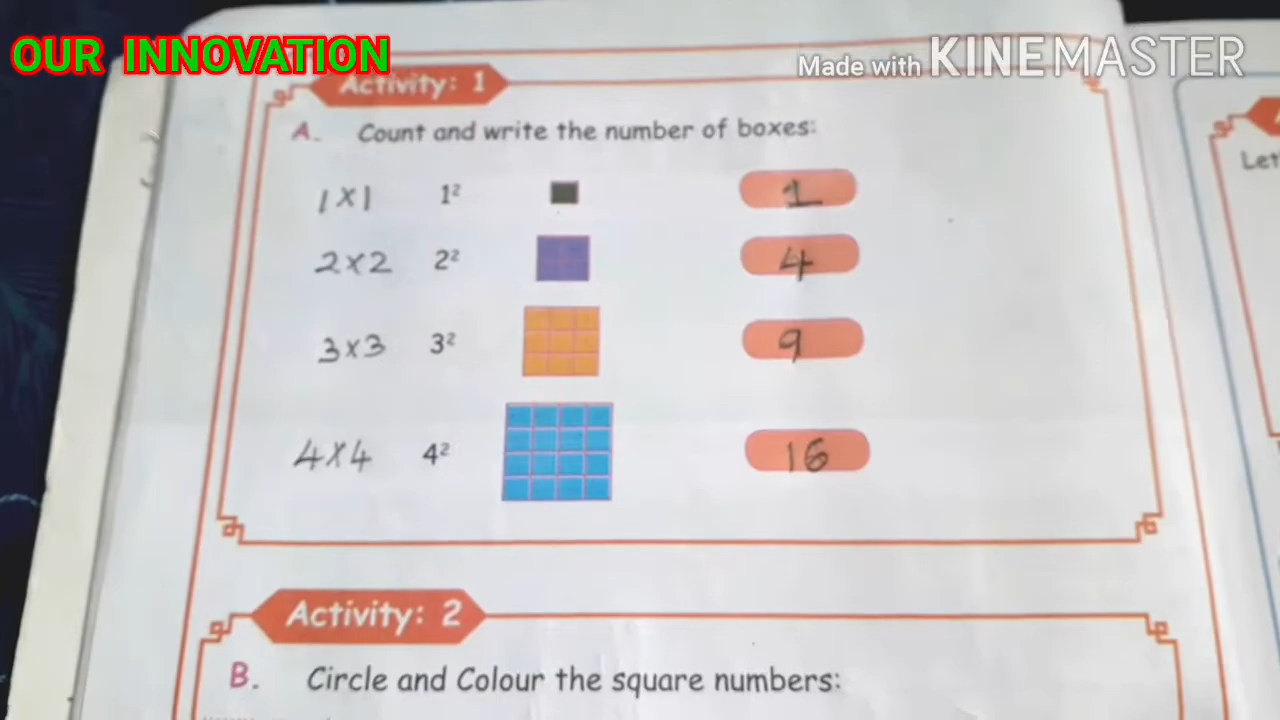 OUR INNOVATION
Made with KINEMASTER
Activity: 1
A. Count and write the number of boxes:
1×1 1² 1
2×2 2² 4
3×3 3² 9
4×4 4² 16
Let
Activity: 2
B. Circle and Colour the square numbers: